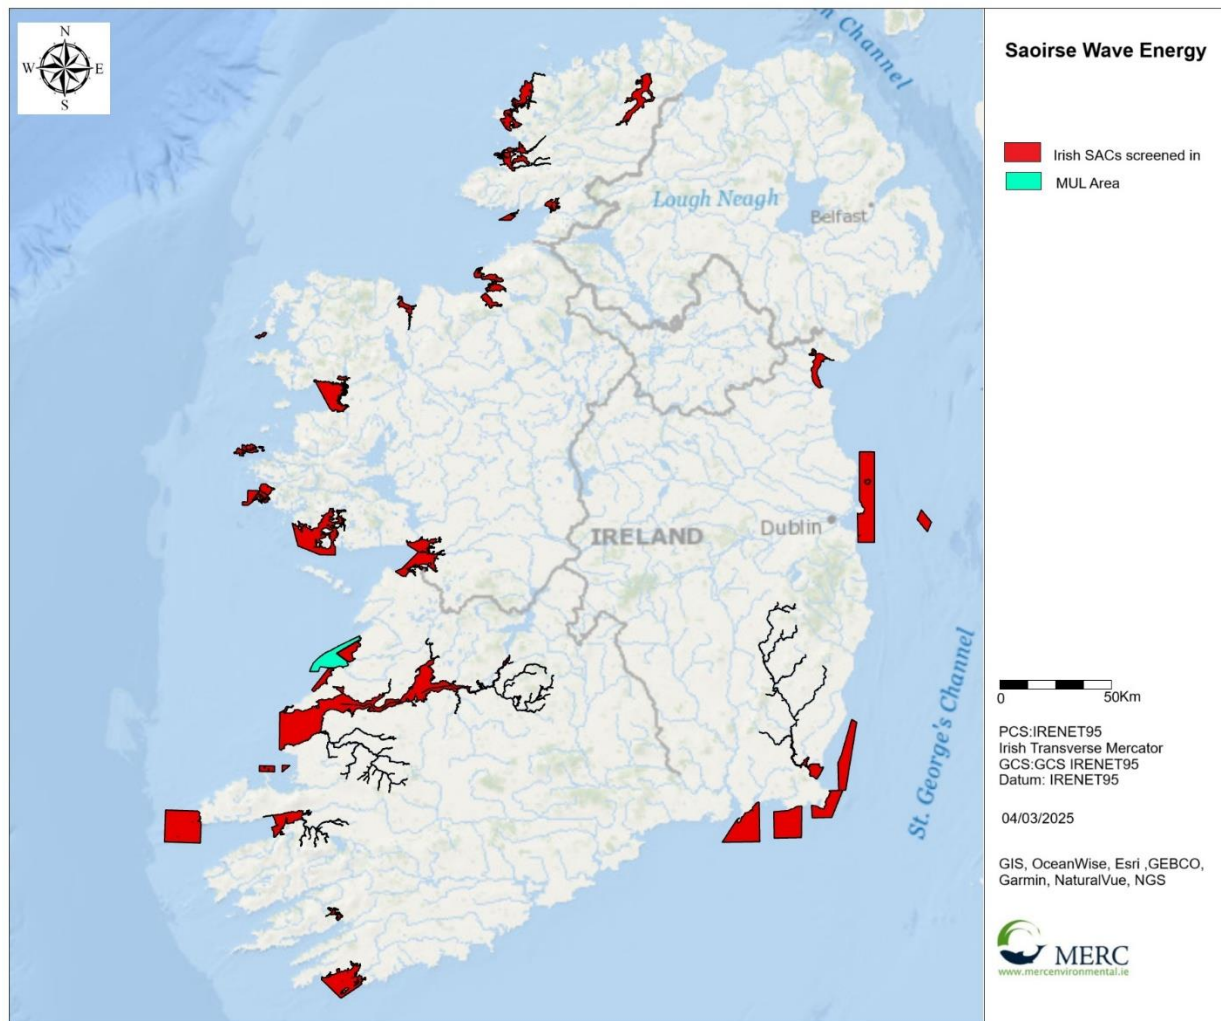 N
W E
S
Channel
Lough Neagh
Belfast
IRELAND
Dublin
St. George's Channel
Saoirse Wave Energy
Irish SACs screened in
MUL Area
0 50Km
PCS:IRENET95
Irish Transverse Mercator
GCS:GCS IRENET95
Datum: IRENET95
04/03/2025
GIS, OceanWise, Esri ,GEBCO,
Garmin, NaturalVue, NGS
MERC
www.mercenvironmental.ie